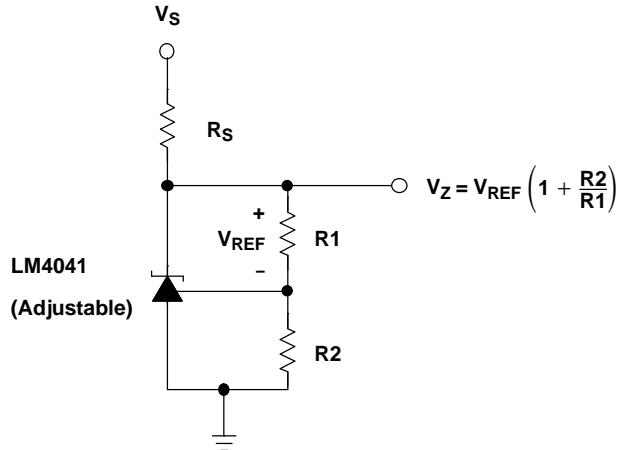 VS
RS
VZ = VREF (1 + R2/R1)
+
VREF
R1
–
LM4041
(Adjustable)
R2